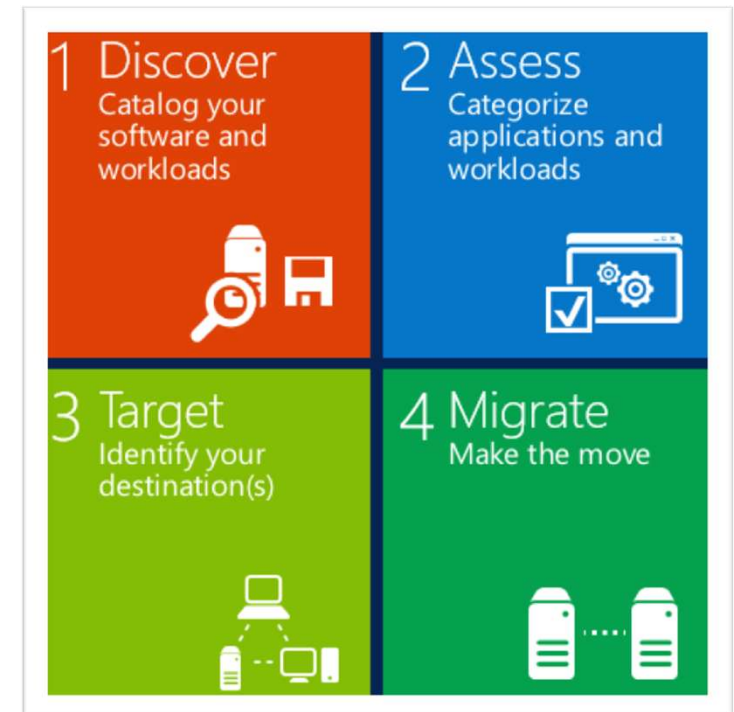 1 Discover
Catalog your
software and
workloads
2 Assess
Categorize
applications and
workloads
3 Target
Identify your
destination(s)
4 Migrate
Make the move